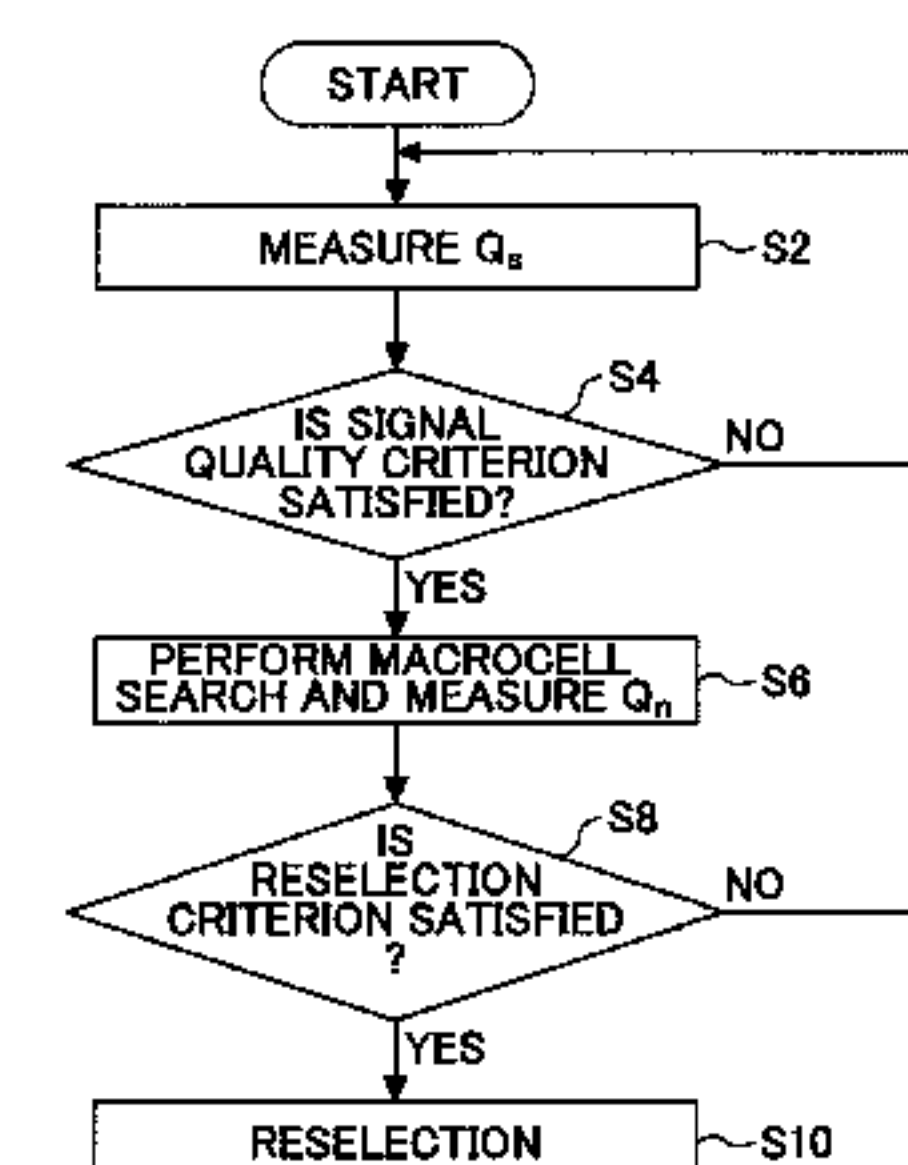 START
MEASURE Qs
S2
S4
IS SIGNAL
QUALITY CRITERION
SATISFIED?
NO
YES
PERFORM MACROCELL
SEARCH AND MEASURE Qn
S6
S8
IS
RESELECTION
CRITERION SATISFIED
?
NO
YES
RESELECTION
S10